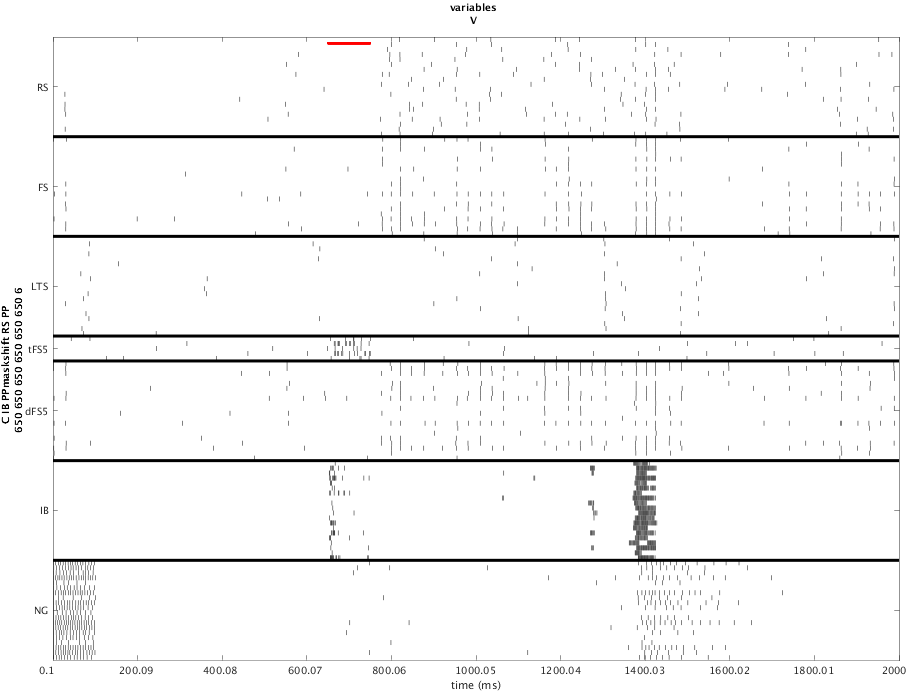 variables
V
C IB PPmaskshift RS PP
650 650 650 650 650 650 650 6
RS
FS
LTS
tFS5
dFS5
IB
NG
0.1 200.09 400.08 600.07 800.06 1000.05 1200.04 1400.03 1600.02 1800.01 2000
time (ms)